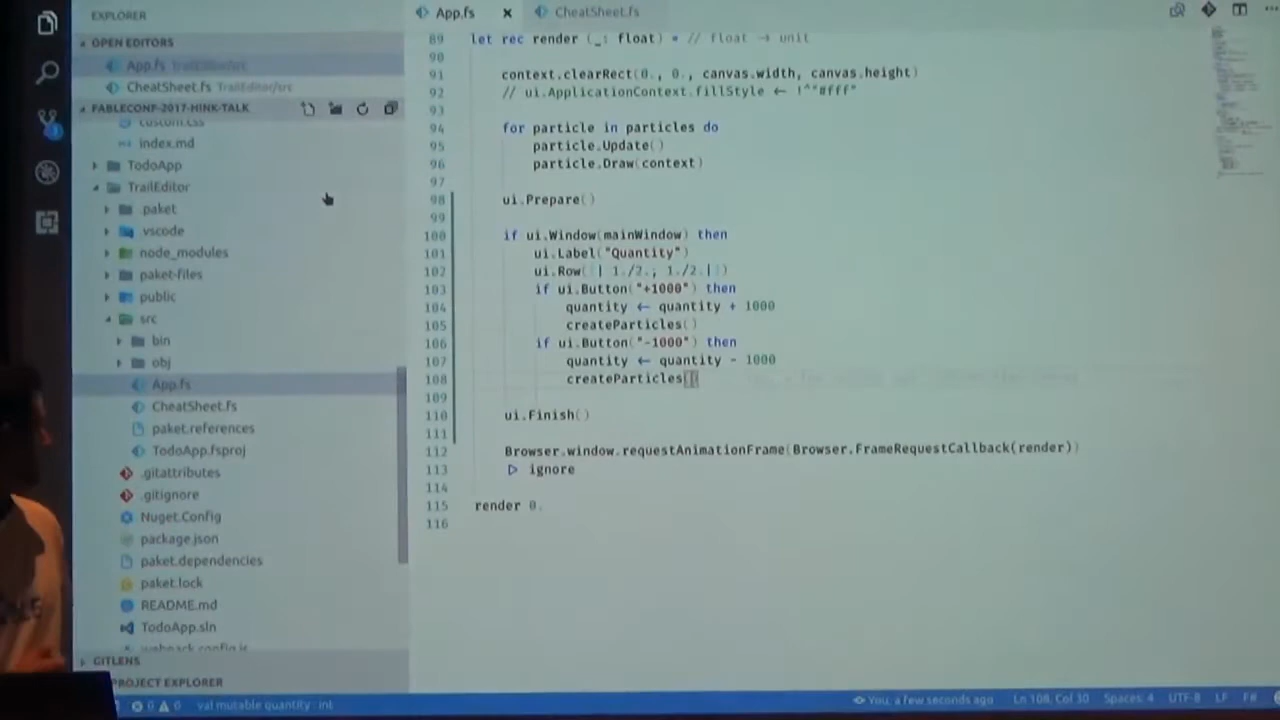 EXPLORER
OPEN EDITORS
App.fs TrailEditor/src
CheatSheet.fs TrailEditor/src
FABLECONF-2017-HINK-TALK
custom.css
index.md
TodoApp
TrailEditor
.paket
.vscode
node_modules
paket-files
public
src
bin
obj
App.fs
CheatSheet.fs
paket.references
TodoApp.fsproj
.gitattributes
.gitignore
Nuget.Config
package.json
paket.dependencies
paket.lock
README.md
TodoApp.sln
webpack.config.js
GITLENS
PROJECT EXPLORER
App.fs
CheatSheet.fs
89 let rec render (_: float) = // float → unit
90
91 context.clearRect(0., 0., canvas.width, canvas.height)
92 // ui.ApplicationContext.fillStyle ← !^"#fff"
93
94 for particle in particles do
95 particle.Update()
96 particle.Draw(context)
97
98 ui.Prepare()
99
100 if ui.Window(mainWindow) then
101 ui.Label("Quantity")
102 ui.Row([| 1./2.; 1./2.|])
103 if ui.Button("+1000") then
104 quantity ← quantity + 1000
105 createParticles()
106 if ui.Button("-1000") then
107 quantity ← quantity - 1000
108 createParticles()
109
110 ui.Finish()
111
112 Browser.window.requestAnimationFrame(Browser.FrameRequestCallback(render))
113 ▷ ignore
114
115 render 0.
116
0 0 val mutable quantity : int
You, a few seconds ago Ln 108, Col 30 Spaces: 4 UTF-8 LF F#